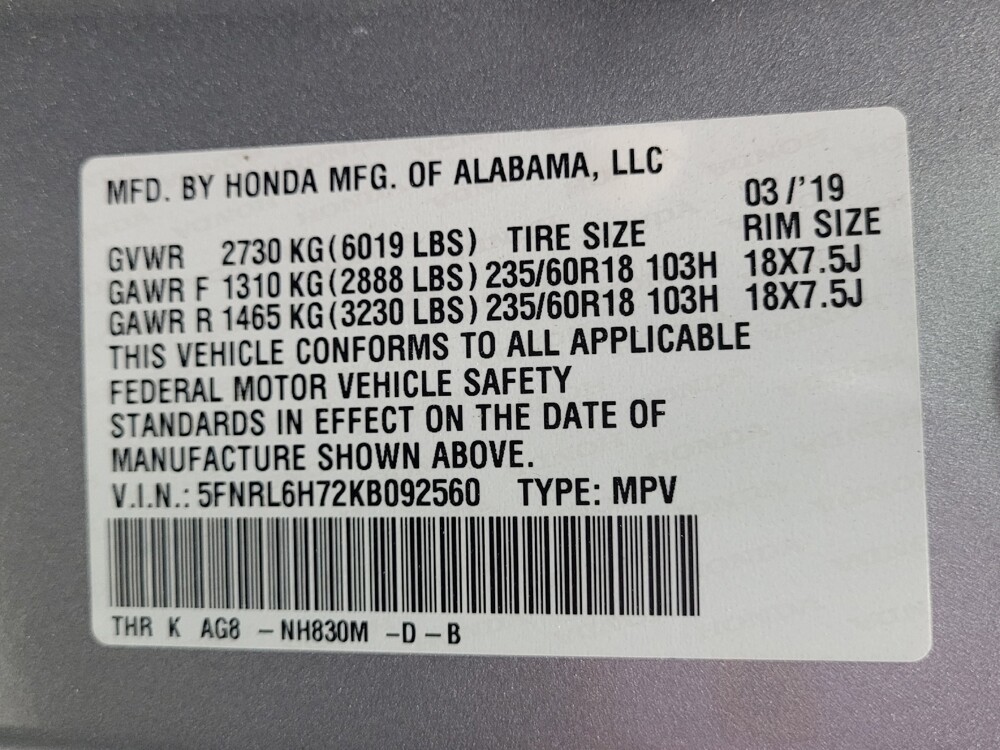 MFD. BY HONDA MFG. OF ALABAMA, LLC
03/'19
GVWR 2730 KG(6019 LBS) TIRE SIZE RIM SIZE
GAWR F 1310 KG(2888 LBS) 235/60R18 103H 18X7.5J
GAWR R 1465 KG(3230 LBS) 235/60R18 103H 18X7.5J
THIS VEHICLE CONFORMS TO ALL APPLICABLE
FEDERAL MOTOR VEHICLE SAFETY
STANDARDS IN EFFECT ON THE DATE OF
MANUFACTURE SHOWN ABOVE.
V.I.N.: 5FNRL6H72KB092560 TYPE: MPV
THR K AG8 -NH830M -D-B